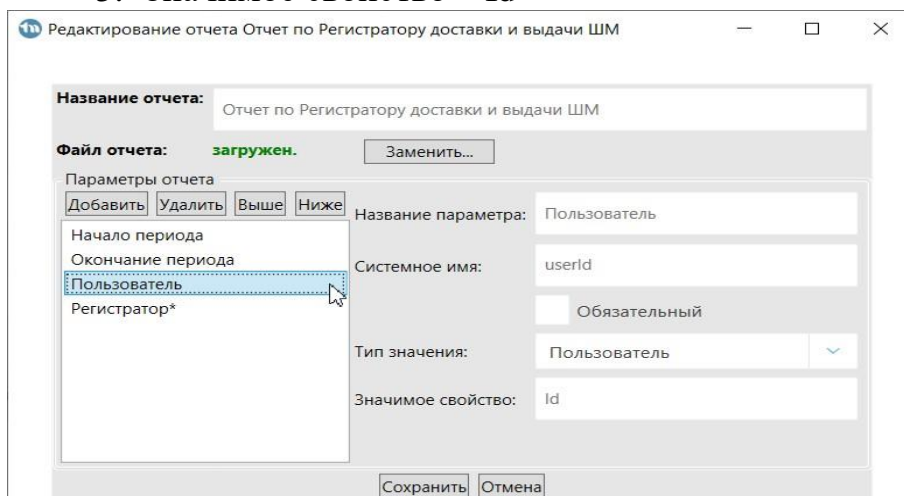 Редактирование отчета Отчет по Регистратору доставки и выдачи ШМ
Название отчета: Отчет по Регистратору доставки и выдачи ШМ
Файл отчета: загружен. Заменить...
Параметры отчета
Добавить Удалить Выше Ниже
Начало периода
Окончание периода
Пользователь
Регистратор*
Название параметра: Пользователь
Системное имя: userId
Обязательный
Тип значения: Пользователь
Значимое свойство: Id
Сохранить Отмена